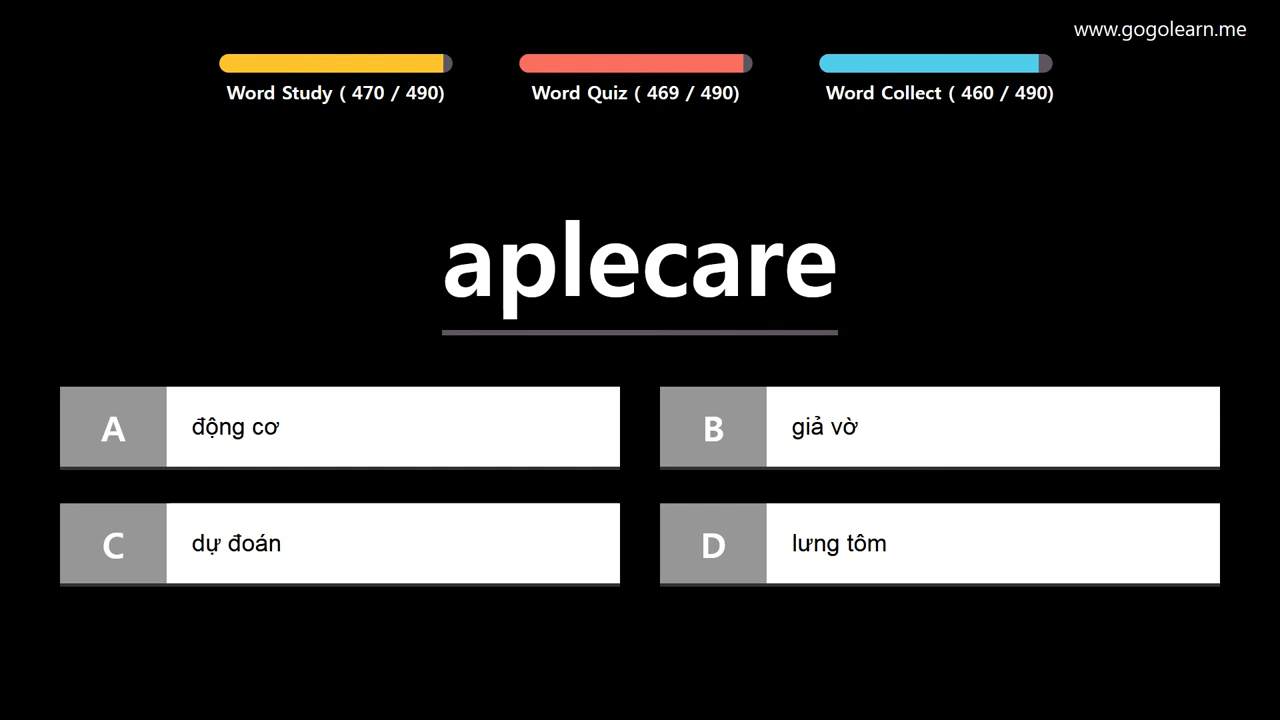 www.gogolearn.me
Word Study ( 470 / 490)
Word Quiz ( 469 / 490)
Word Collect ( 460 / 490)
aplecare
A động cơ
B giả vờ
C dự đoán
D lưng tôm